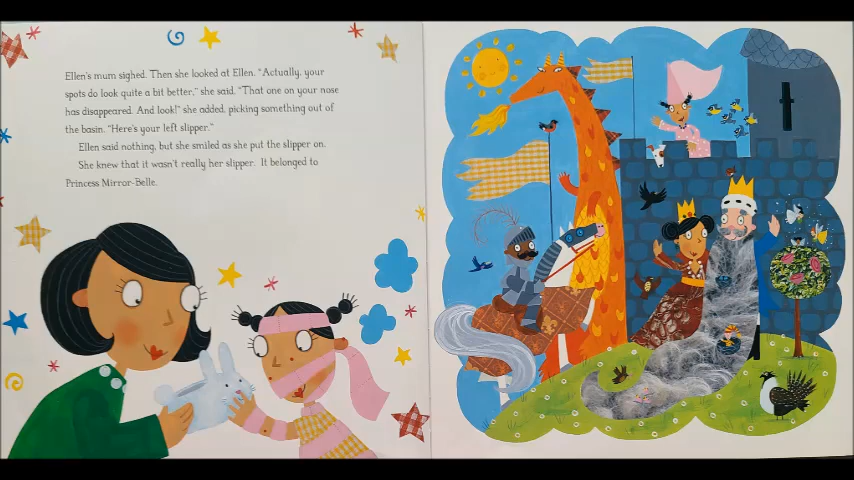 Ellen's mum sighed. Then she looked at Ellen. "Actually, your
spots do look quite a bit better," she said. "That one on your nose
has disappeared. And look!" she added, picking something out of
the basin. "Here's your left slipper."
Ellen said nothing, but she smiled as she put the slipper on.
She knew that it wasn't really her slipper. It belonged to
Princess Mirror-Belle.